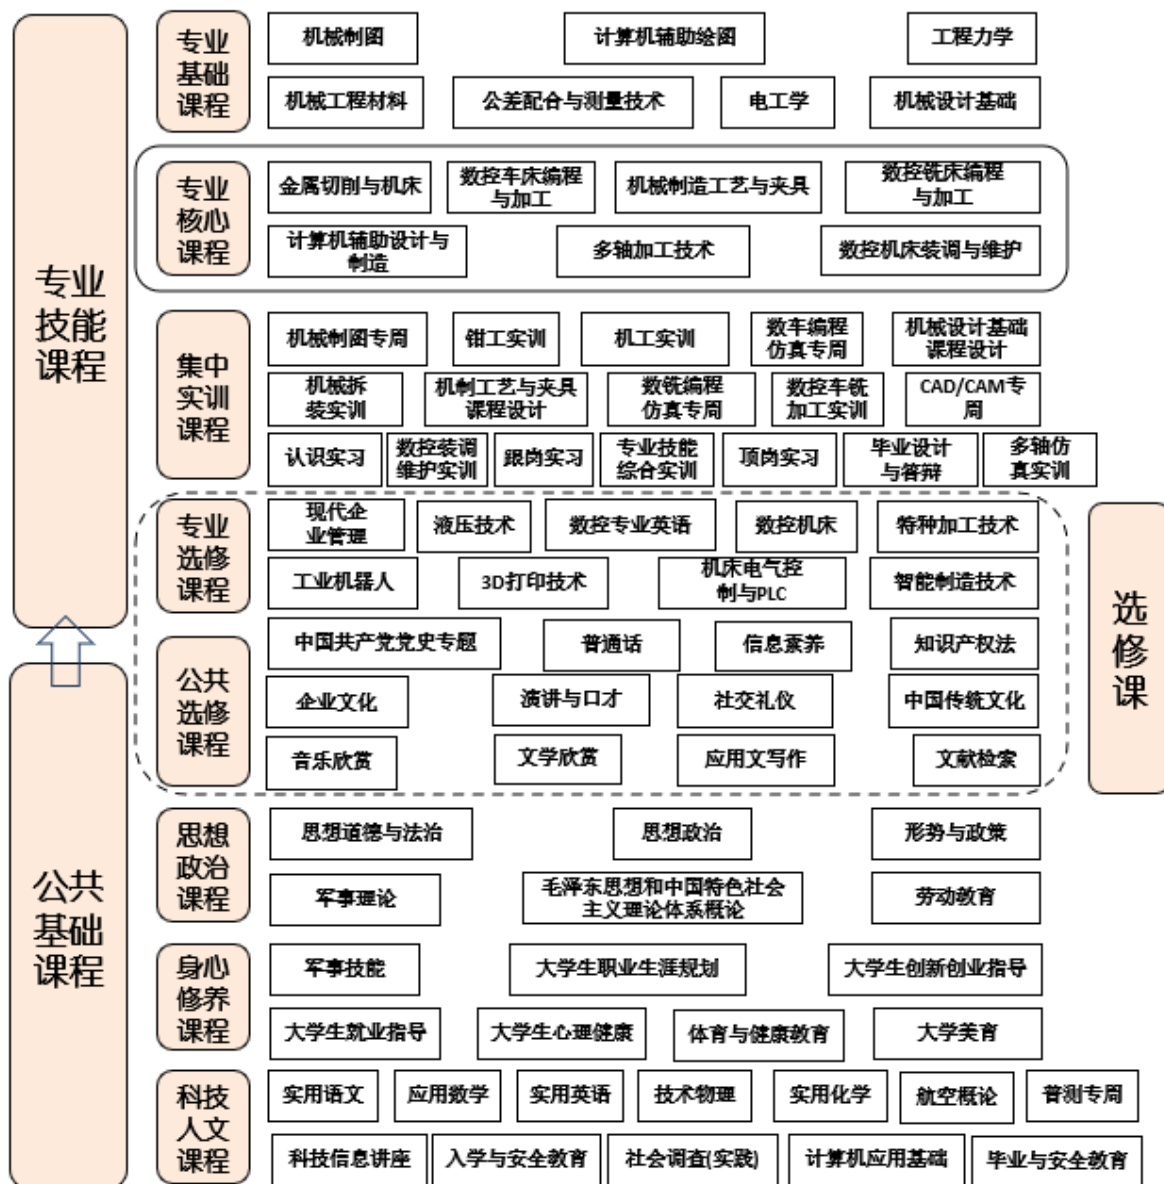 专业
技能
课程
专业
基础
课程
机械制图
计算机辅助绘图
工程力学
机械工程材料
公差配合与测量技术
电工学
机械设计基础
专业
核心
课程
金属切削与机床
数控车床编程
与加工
机械制造工艺与夹具
数控铣床编程
与加工
计算机辅助设计与
制造
多轴加工技术
数控机床装调与维护
集中
实训
课程
机械制图专周
钳工实训
机工实训
数车编程
仿真专周
机械设计基础
课程设计
机械拆
装实训
机制工艺与夹具
课程设计
数铣编程
仿真专周
数控车铣
加工实训
CAD/CAM专
周
认识实习
数控装调
维护实训
跟岗实习
专业技能
综合实训
顶岗实习
毕业设计
与答辩
多轴仿
真实训
专业
选修
课程
现代企
业管理
液压技术
数控专业英语
数控机床
特种加工技术
工业机器人
3D打印技术
机床电气控
制与PLC
智能制造技术
选
修
课
公共
基础
课程
公共
选修
课程
中国共产党党史专题
普通话
信息素养
知识产权法
企业文化
演讲与口才
社交礼仪
中国传统文化
音乐欣赏
文学欣赏
应用文写作
文献检索
思想
政治
课程
思想道德与法治
思想政治
形势与政策
军事理论
毛泽东思想和中国特色社会
主义理论体系概论
劳动教育
身心
修养
课程
军事技能
大学生职业生涯规划
大学生创新创业指导
大学生就业指导
大学生心理健康
体育与健康教育
大学美育
科技
人文
课程
实用语文
应用数学
实用英语
技术物理
实用化学
航空概论
普测专周
科技信息讲座
入学与安全教育
社会调查(实践)
计算机应用基础
毕业与安全教育